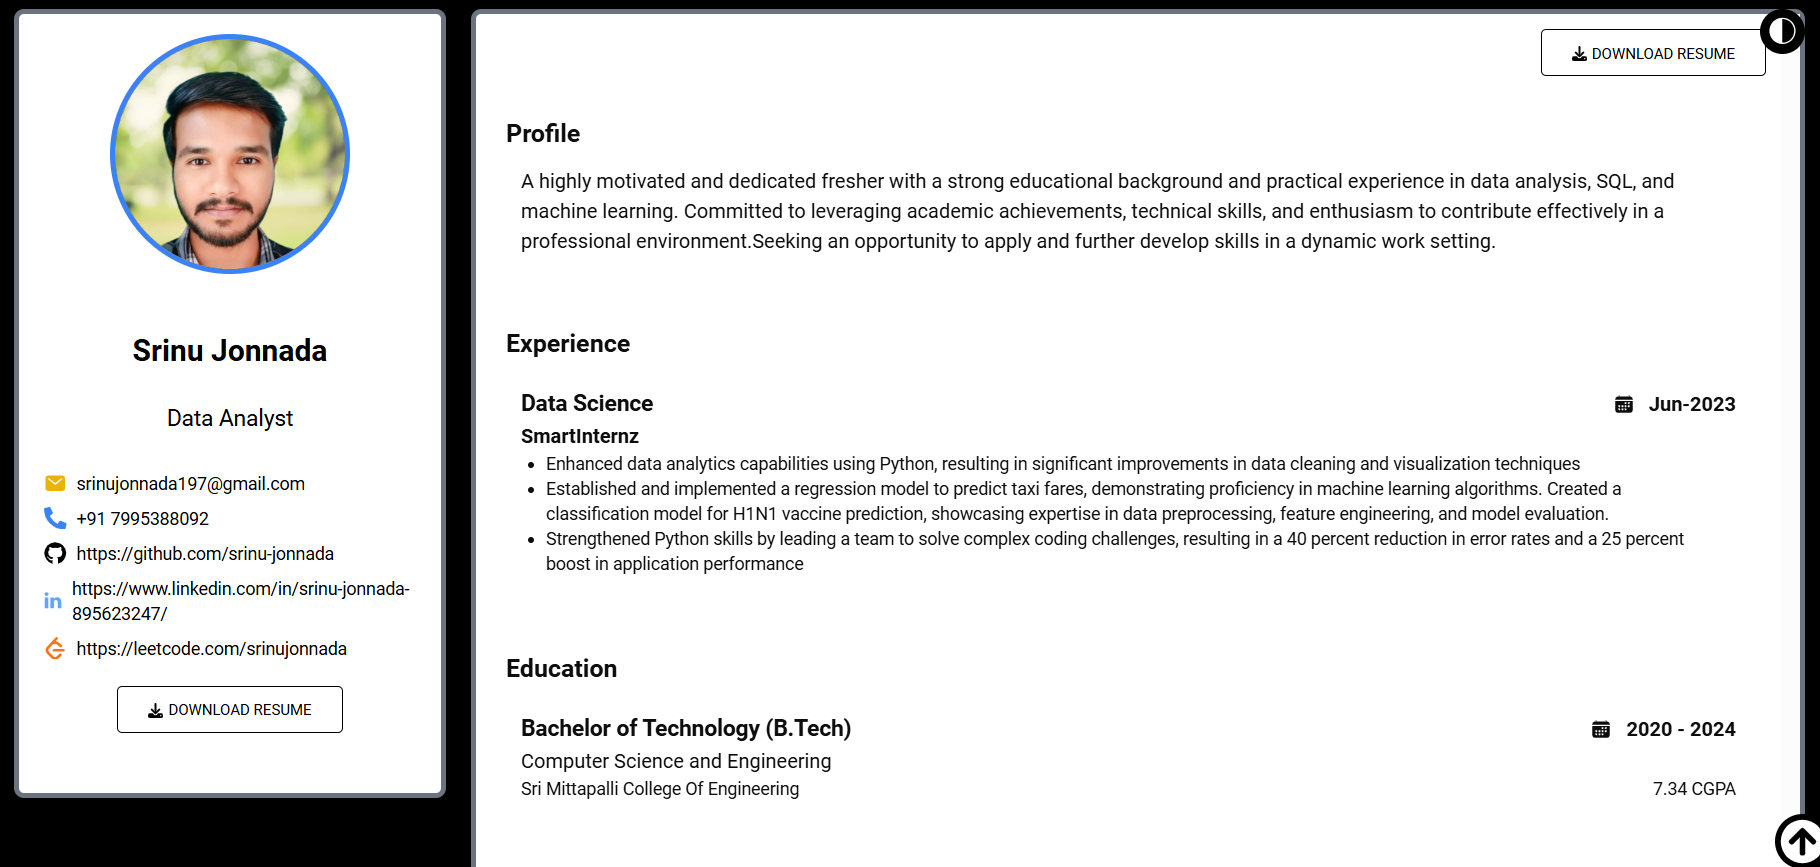 Srinu Jonnada
Data Analyst
srinujonnada197@gmail.com
+91 7995388092
https://github.com/srinu-jonnada
https://www.linkedin.com/in/srinu-jonnada-
895623247/
https://leetcode.com/srinujonnada
DOWNLOAD RESUME
DOWNLOAD RESUME
Profile
A highly motivated and dedicated fresher with a strong educational background and practical experience in data analysis, SQL, and
machine learning. Committed to leveraging academic achievements, technical skills, and enthusiasm to contribute effectively in a
professional environment.Seeking an opportunity to apply and further develop skills in a dynamic work setting.
Experience
Data Science
Jun-2023
SmartInternz
Enhanced data analytics capabilities using Python, resulting in significant improvements in data cleaning and visualization techniques
Established and implemented a regression model to predict taxi fares, demonstrating proficiency in machine learning algorithms. Created a
classification model for H1N1 vaccine prediction, showcasing expertise in data preprocessing, feature engineering, and model evaluation.
Strengthened Python skills by leading a team to solve complex coding challenges, resulting in a 40 percent reduction in error rates and a 25 percent
boost in application performance
Education
Bachelor of Technology (B.Tech)
2020 - 2024
Computer Science and Engineering
Sri Mittapalli College Of Engineering
7.34 CGPA